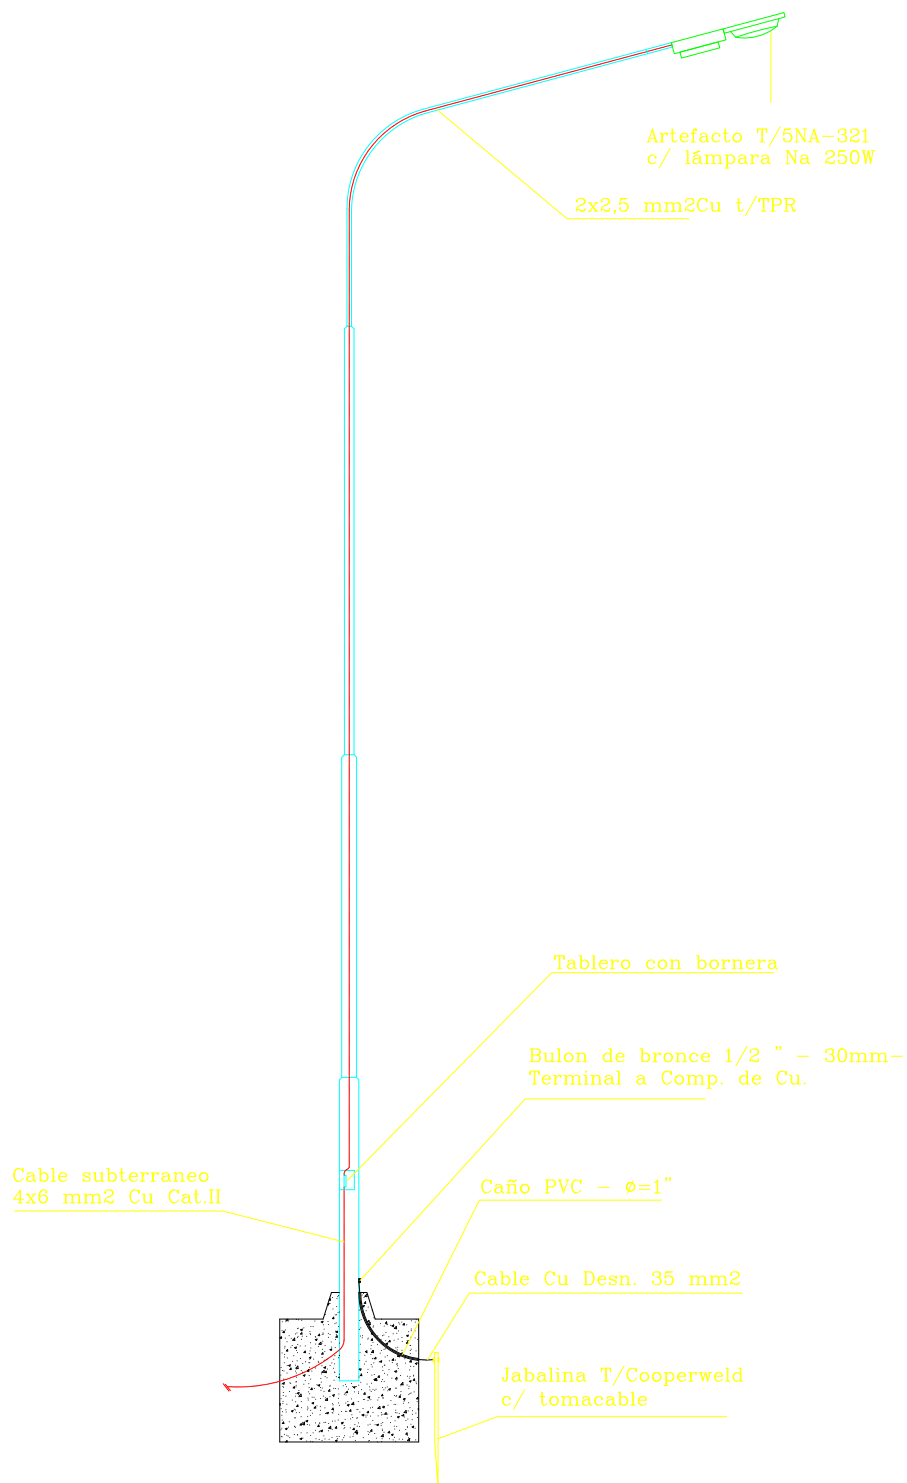 Artefacto T/5NA-321
c/ lámpara Na 250W
2x2,5 mm2Cu t/TPR
Tablero con bornera
Bulon de bronce 1/2 " - 30mm-
Terminal a Comp. de Cu.
Cable subterraneo
4x6 mm2 Cu Cat.II
Caño PVC - ø=1"
Cable Cu Desn. 35 mm2
Jabalina T/Cooperweld
c/ tomacable